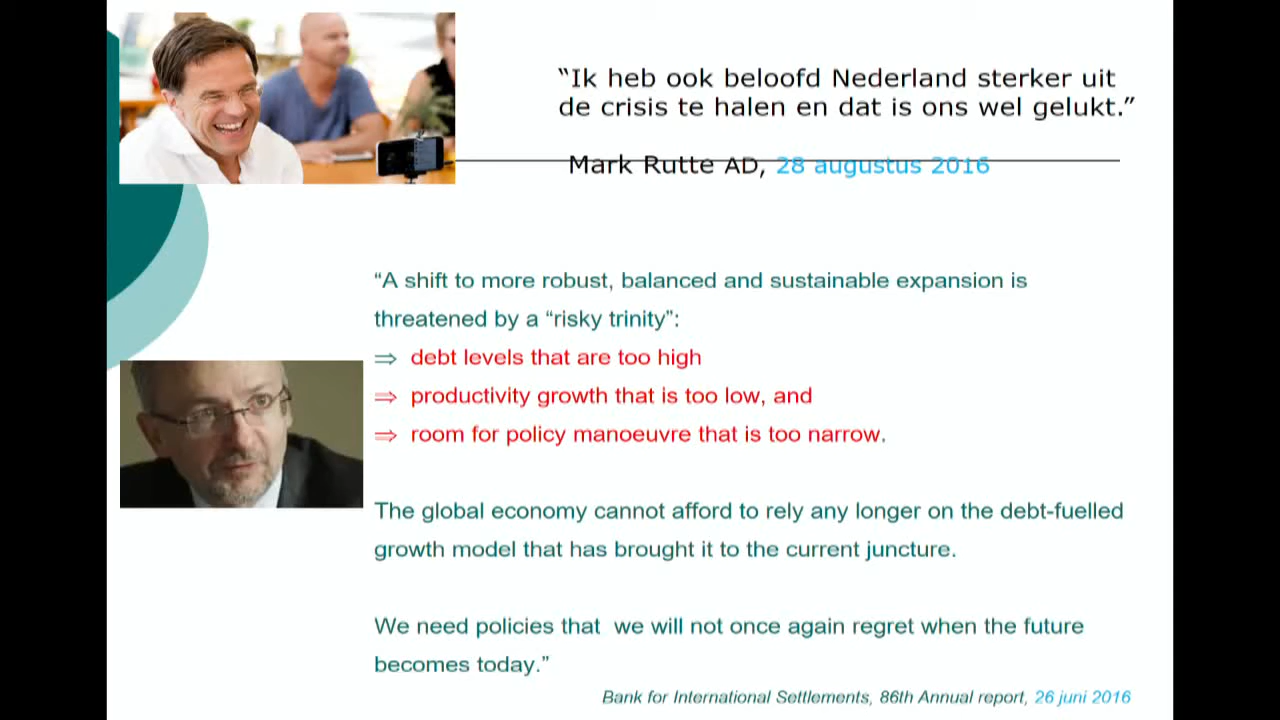 “Ik heb ook beloofd Nederland sterker uit
de crisis te halen en dat is ons wel gelukt.”
Mark Rutte AD, 28 augustus 2016
“A shift to more robust, balanced and sustainable expansion is
threatened by a “risky trinity”:
⇒ debt levels that are too high
⇒ productivity growth that is too low, and
⇒ room for policy manoeuvre that is too narrow.
The global economy cannot afford to rely any longer on the debt-fuelled
growth model that has brought it to the current juncture.
We need policies that we will not once again regret when the future
becomes today.”
Bank for International Settlements, 86th Annual report, 26 juni 2016